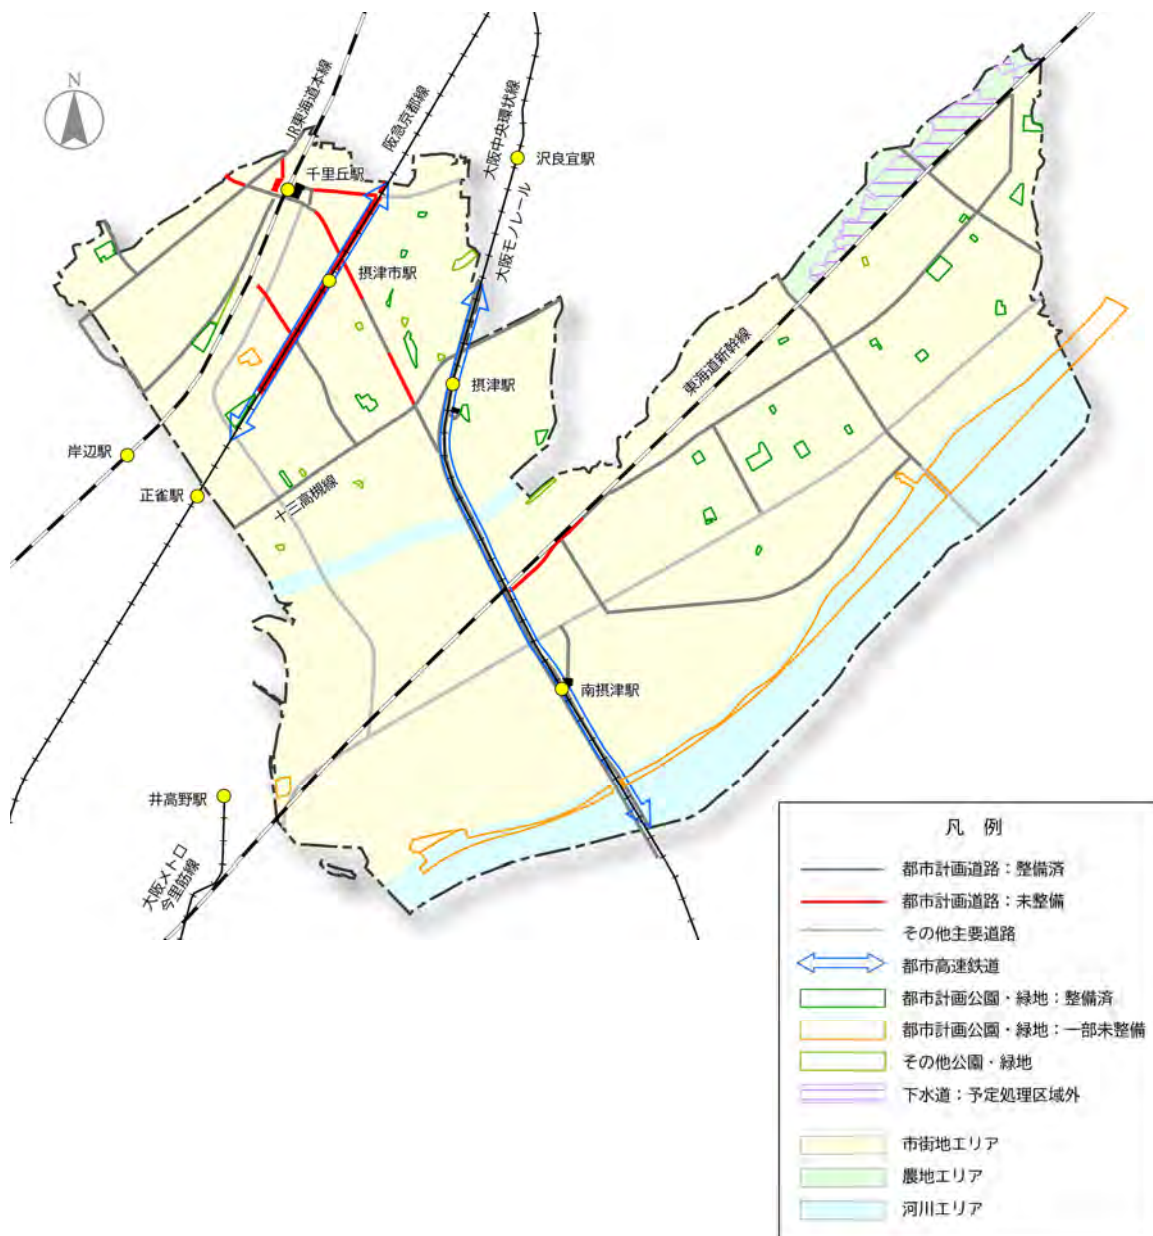 N
JR東海道本線
阪急京都線
大阪中央環状線
沢良宜駅
千里丘駅
大阪モノレール
摂津市駅
摂津駅
東海道新幹線
岸辺駅
正雀駅
十三高槻線
南摂津駅
井高野駅
大阪メトロ
今里筋線
凡 例
都市計画道路：整備済
都市計画道路：未整備
その他主要道路
都市高速鉄道
都市計画公園・緑地：整備済
都市計画公園・緑地：一部未整備
その他公園・緑地
下水道：予定処理区域外
市街地エリア
農地エリア
河川エリア